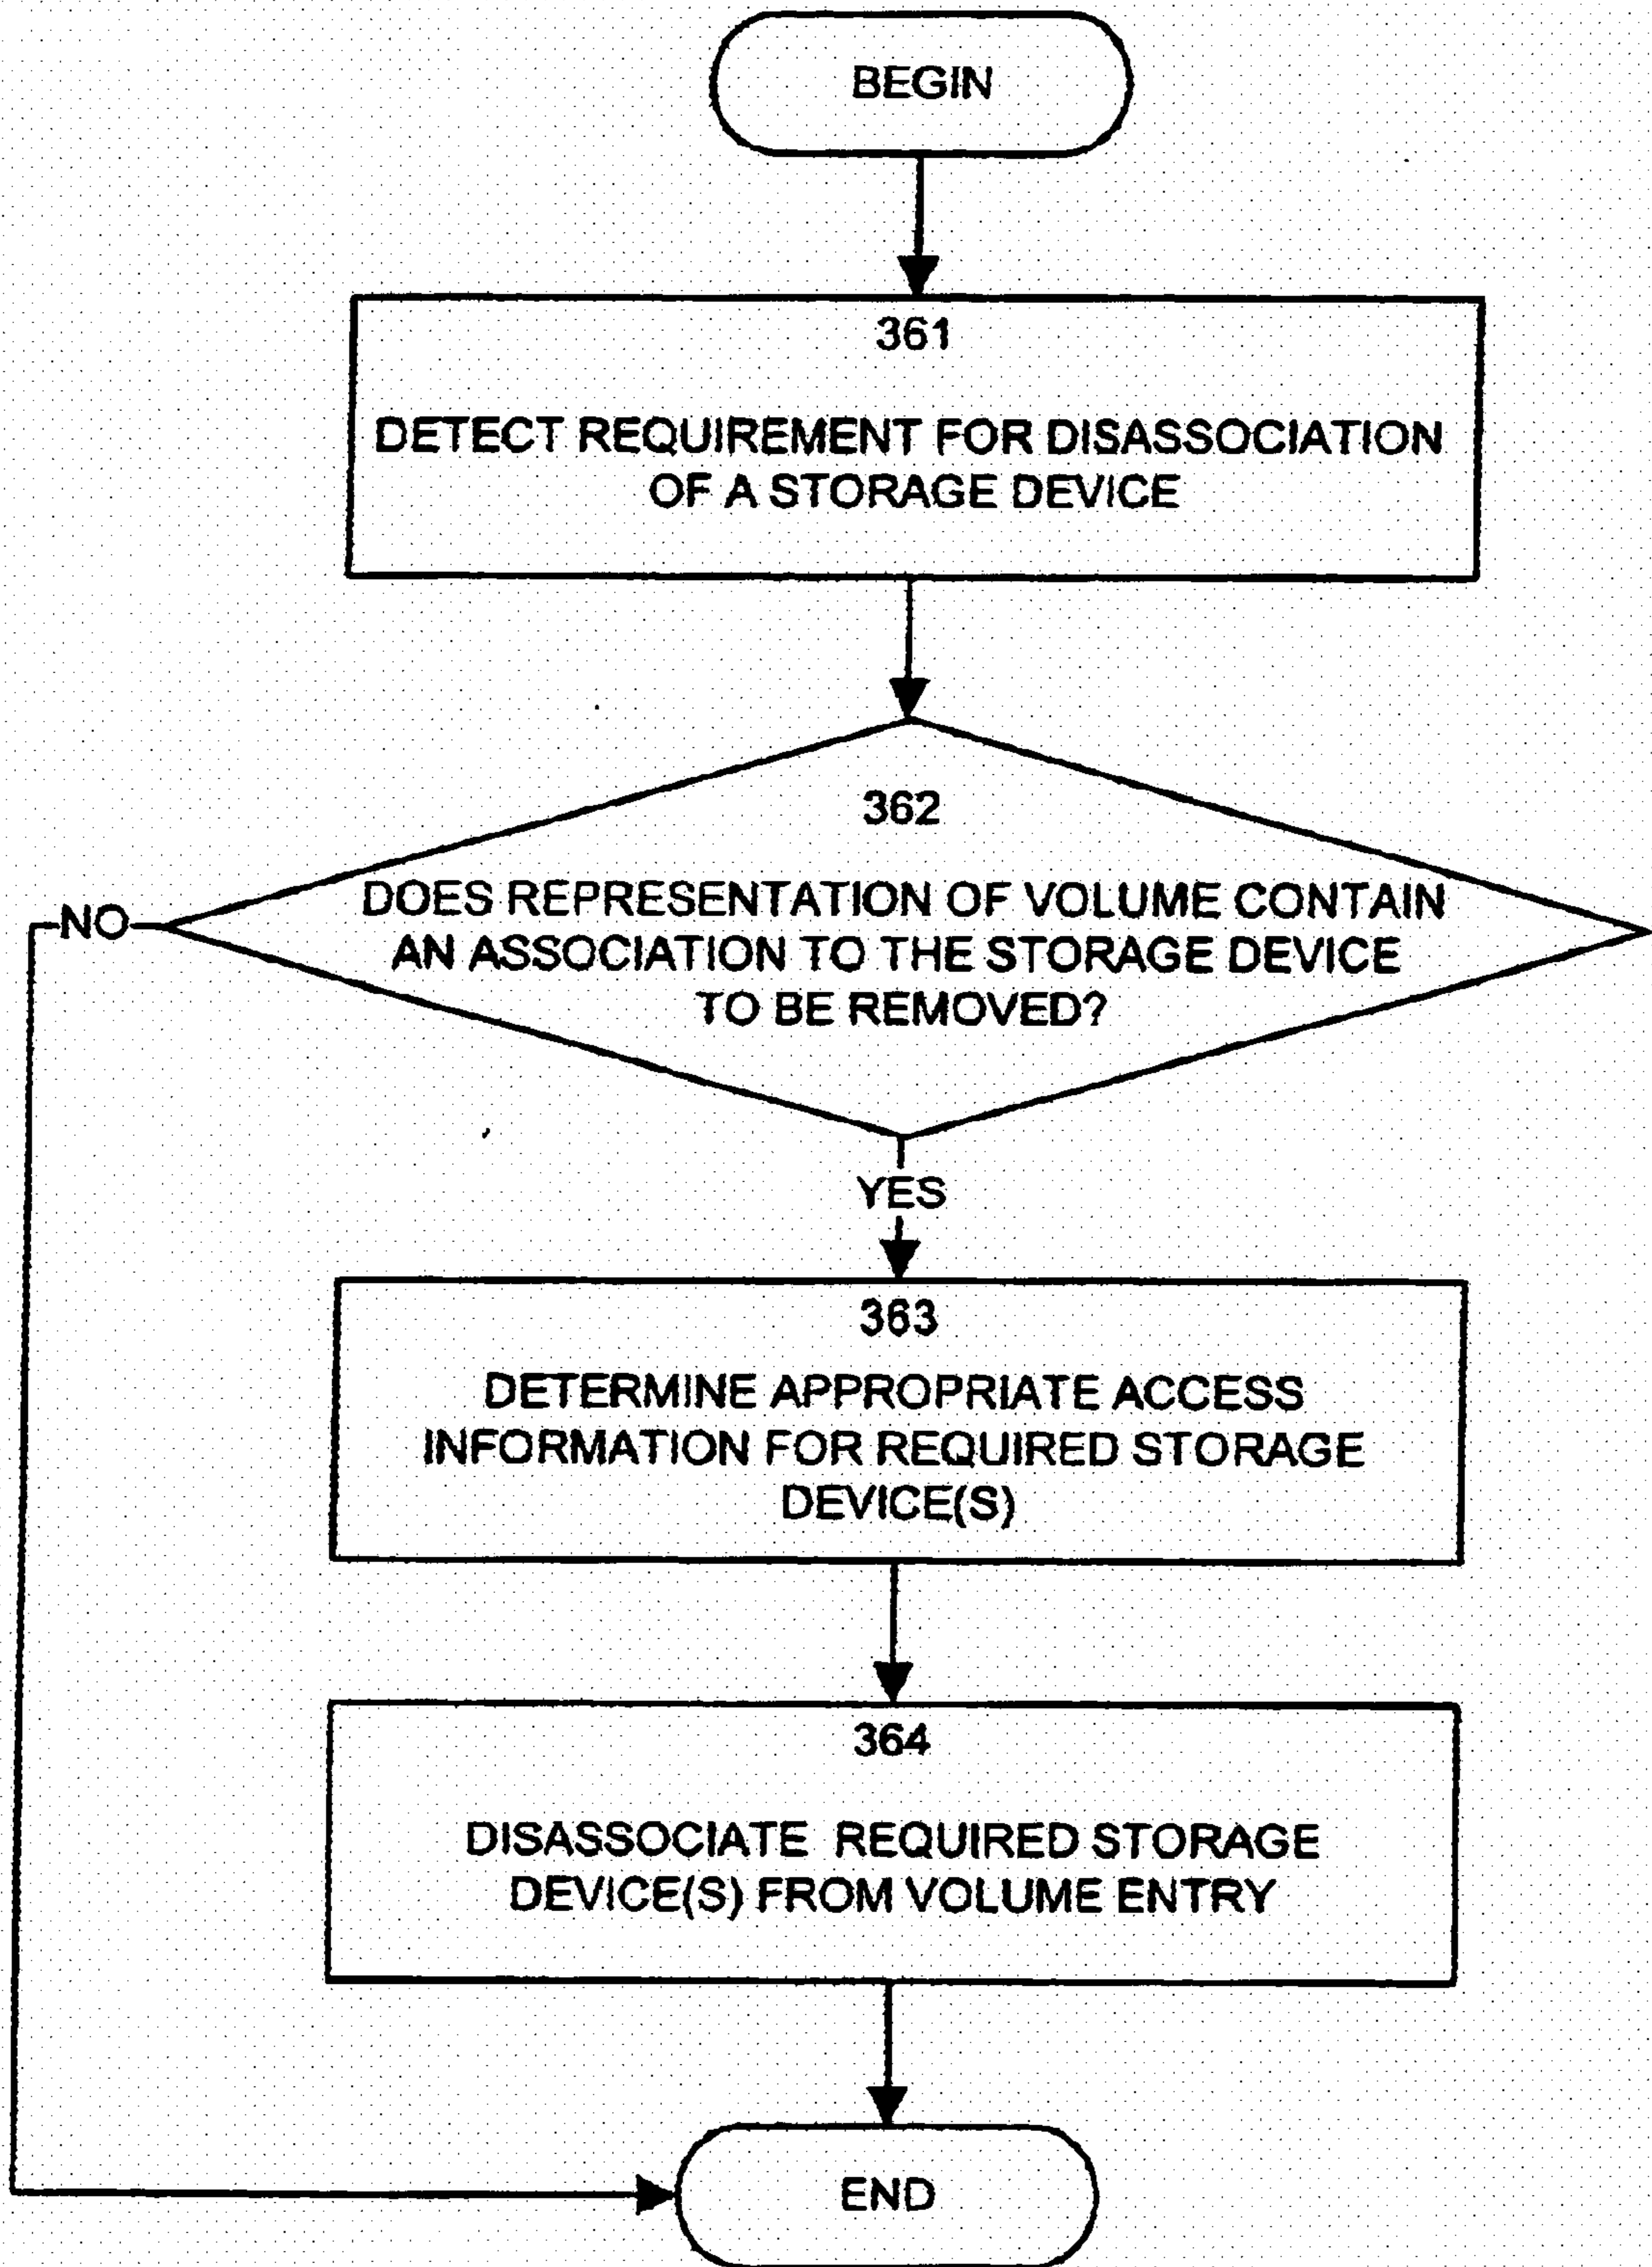 BEGIN
361
DETECT REQUIREMENT FOR DISASSOCIATION
OF A STORAGE DEVICE
362
DOES REPRESENTATION OF VOLUME CONTAIN
AN ASSOCIATION TO THE STORAGE DEVICE
TO BE REMOVED?
NO
YES
363
DETERMINE APPROPRIATE ACCESS
INFORMATION FOR REQUIRED STORAGE
DEVICE(S)
364
DISASSOCIATE REQUIRED STORAGE
DEVICE(S) FROM VOLUME ENTRY
END